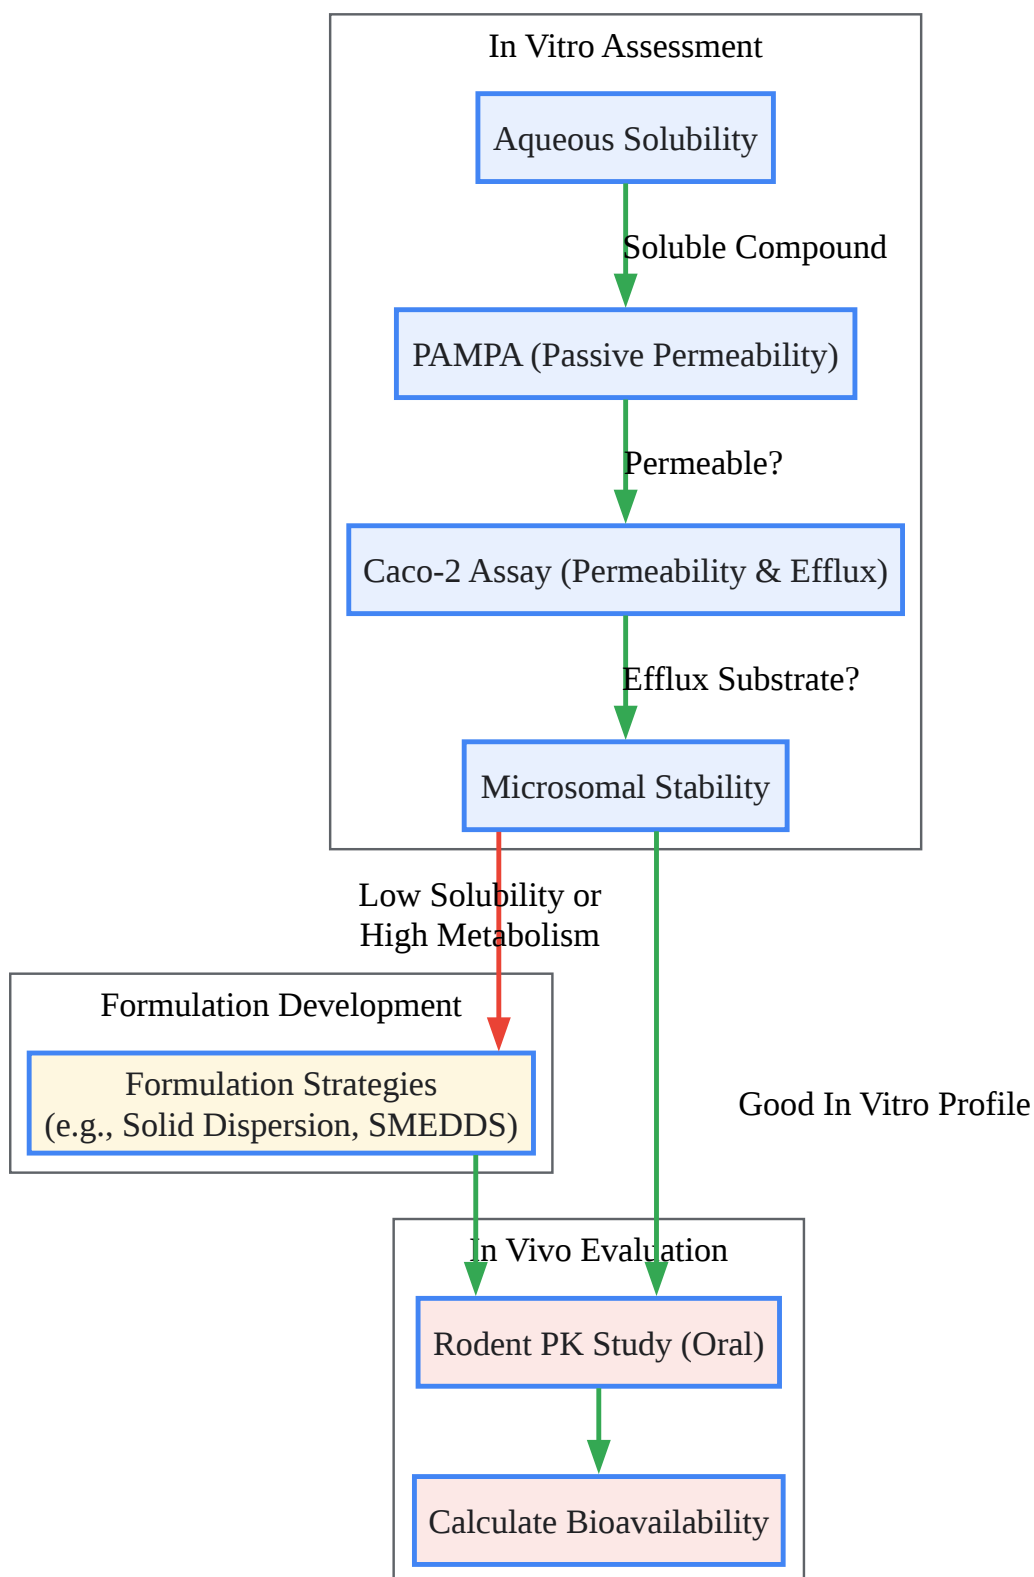 In Vitro Assessment
Aqueous Solubility
Soluble Compound
PAMPA (Passive Permeability)
Permeable?
Caco-2 Assay (Permeability & Efflux)
Efflux Substrate?
Microsomal Stability
Low Solubility or
High Metabolism
Formulation Development
Formulation Strategies
(e.g., Solid Dispersion, SMEDDS)
Good In Vitro Profile
In Vivo Evaluation
Rodent PK Study (Oral)
Calculate Bioavailability